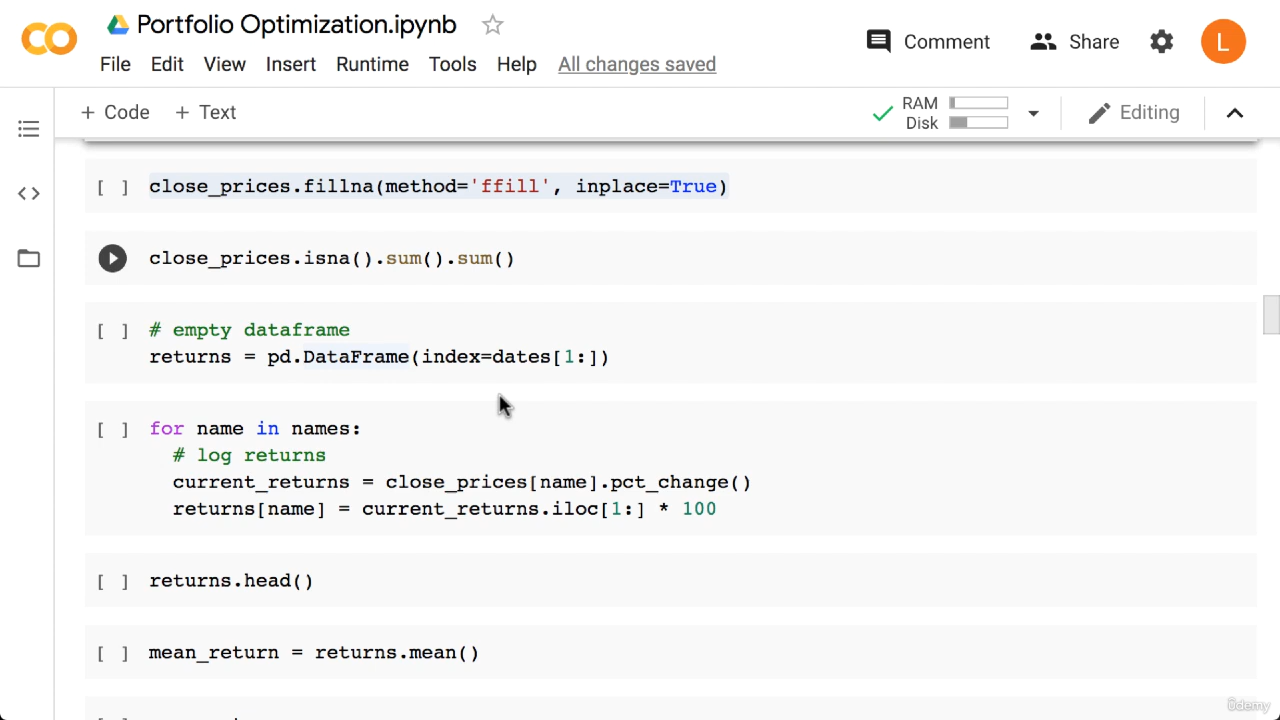 Portfolio Optimization.ipynb
File Edit View Insert Runtime Tools Help All changes saved
Comment Share L
+ Code + Text
RAM
Disk
Editing
[ ] close_prices.fillna(method='ffill', inplace=True)
close_prices.isna().sum().sum()
[ ] # empty dataframe
returns = pd.DataFrame(index=dates[1:])
[ ] for name in names:
# log returns
current_returns = close_prices[name].pct_change()
returns[name] = current_returns.iloc[1:] * 100
[ ] returns.head()
[ ] mean_return = returns.mean()
ûdemy